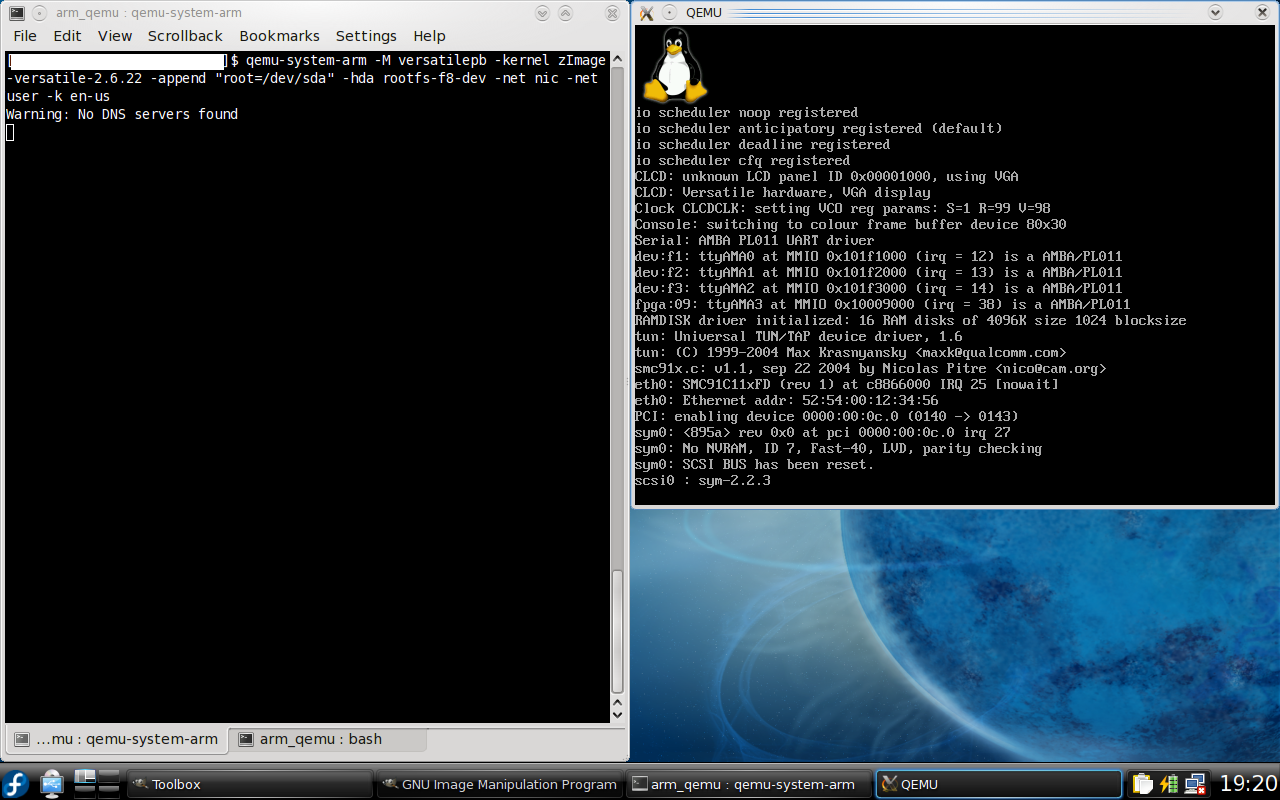 arm_qemu : qemu-system-arm
File Edit View Scrollback Bookmarks Settings Help
[ ]$ qemu-system-arm -M versatilepb -kernel zImage
-versatile-2.6.22 -append "root=/dev/sda" -hda rootfs-f8-dev -net nic -net
user -k en-us
Warning: No DNS servers found
...mu : qemu-system-arm
arm_qemu : bash
QEMU
io scheduler noop registered
io scheduler anticipatory registered (default)
io scheduler deadline registered
io scheduler cfq registered
CLCD: unknown LCD panel ID 0x00001000, using VGA
CLCD: Versatile hardware, VGA display
Clock CLCDCLK: setting VCO reg params: S=1 R=99 V=98
Console: switching to colour frame buffer device 80x30
Serial: AMBA PL011 UART driver
dev:f1: ttyAMA0 at MMIO 0x101f1000 (irq = 12) is a AMBA/PL011
dev:f2: ttyAMA1 at MMIO 0x101f2000 (irq = 13) is a AMBA/PL011
dev:f3: ttyAMA2 at MMIO 0x101f3000 (irq = 14) is a AMBA/PL011
fpga:09: ttyAMA3 at MMIO 0x10009000 (irq = 38) is a AMBA/PL011
RAMDISK driver initialized: 16 RAM disks of 4096K size 1024 blocksize
tun: Universal TUN/TAP device driver, 1.6
tun: (C) 1999-2004 Max Krasnyansky <maxk@qualcomm.com>
smc91x.c: v1.1, sep 22 2004 by Nicolas Pitre <nico@cam.org>
eth0: SMC91C11xFD (rev 1) at c8866000 IRQ 25 [nowait]
eth0: Ethernet addr: 52:54:00:12:34:56
PCI: enabling device 0000:00:0c.0 (0140 -> 0143)
sym0: <895a> rev 0x0 at pci 0000:00:0c.0 irq 27
sym0: No NVRAM, ID 7, Fast-40, LVD, parity checking
sym0: SCSI BUS has been reset.
scsi0 : sym-2.2.3
Toolbox
GNU Image Manipulation Program
arm_qemu : qemu-system-arm
QEMU
19:20